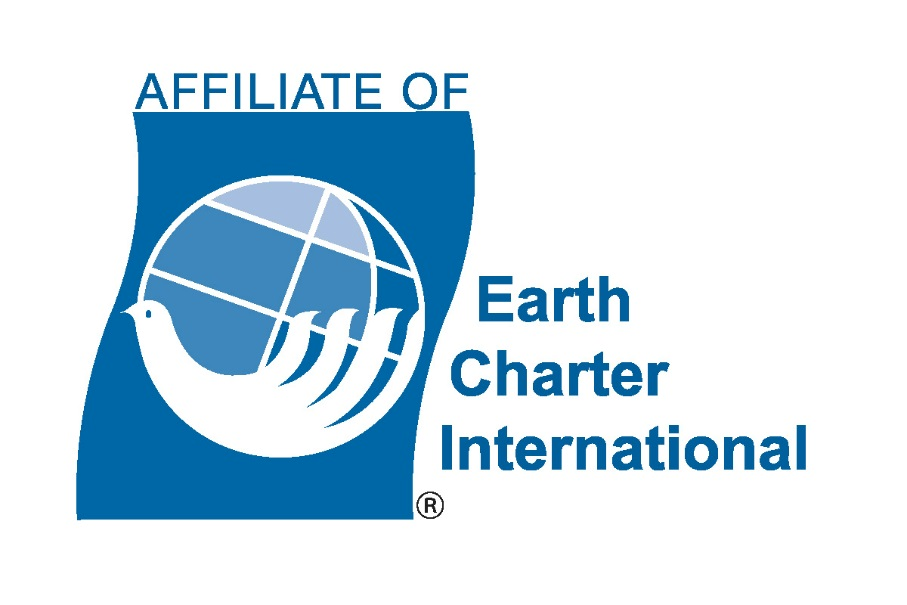 AFFILIATE OF
Earth
Charter
International
®